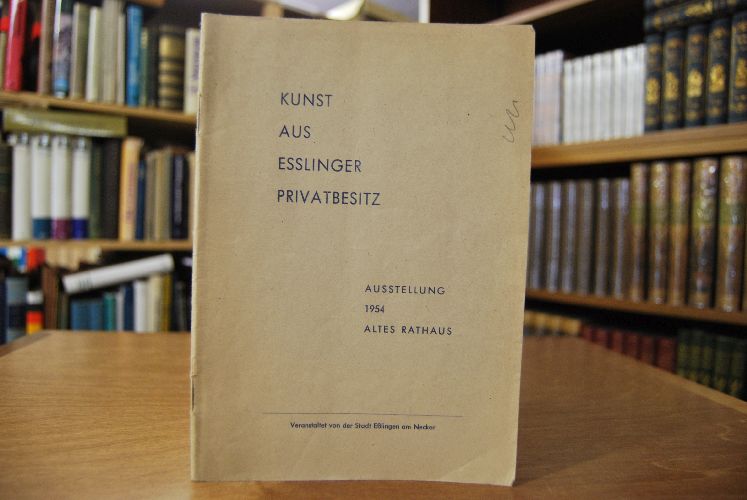 KUNST
AUS
ESSLINGER
PRIVATBESITZ
AUSSTELLUNG
1954
ALTES RATHAUS
Veranstaltet von der Stadt Eßlingen am Neckar